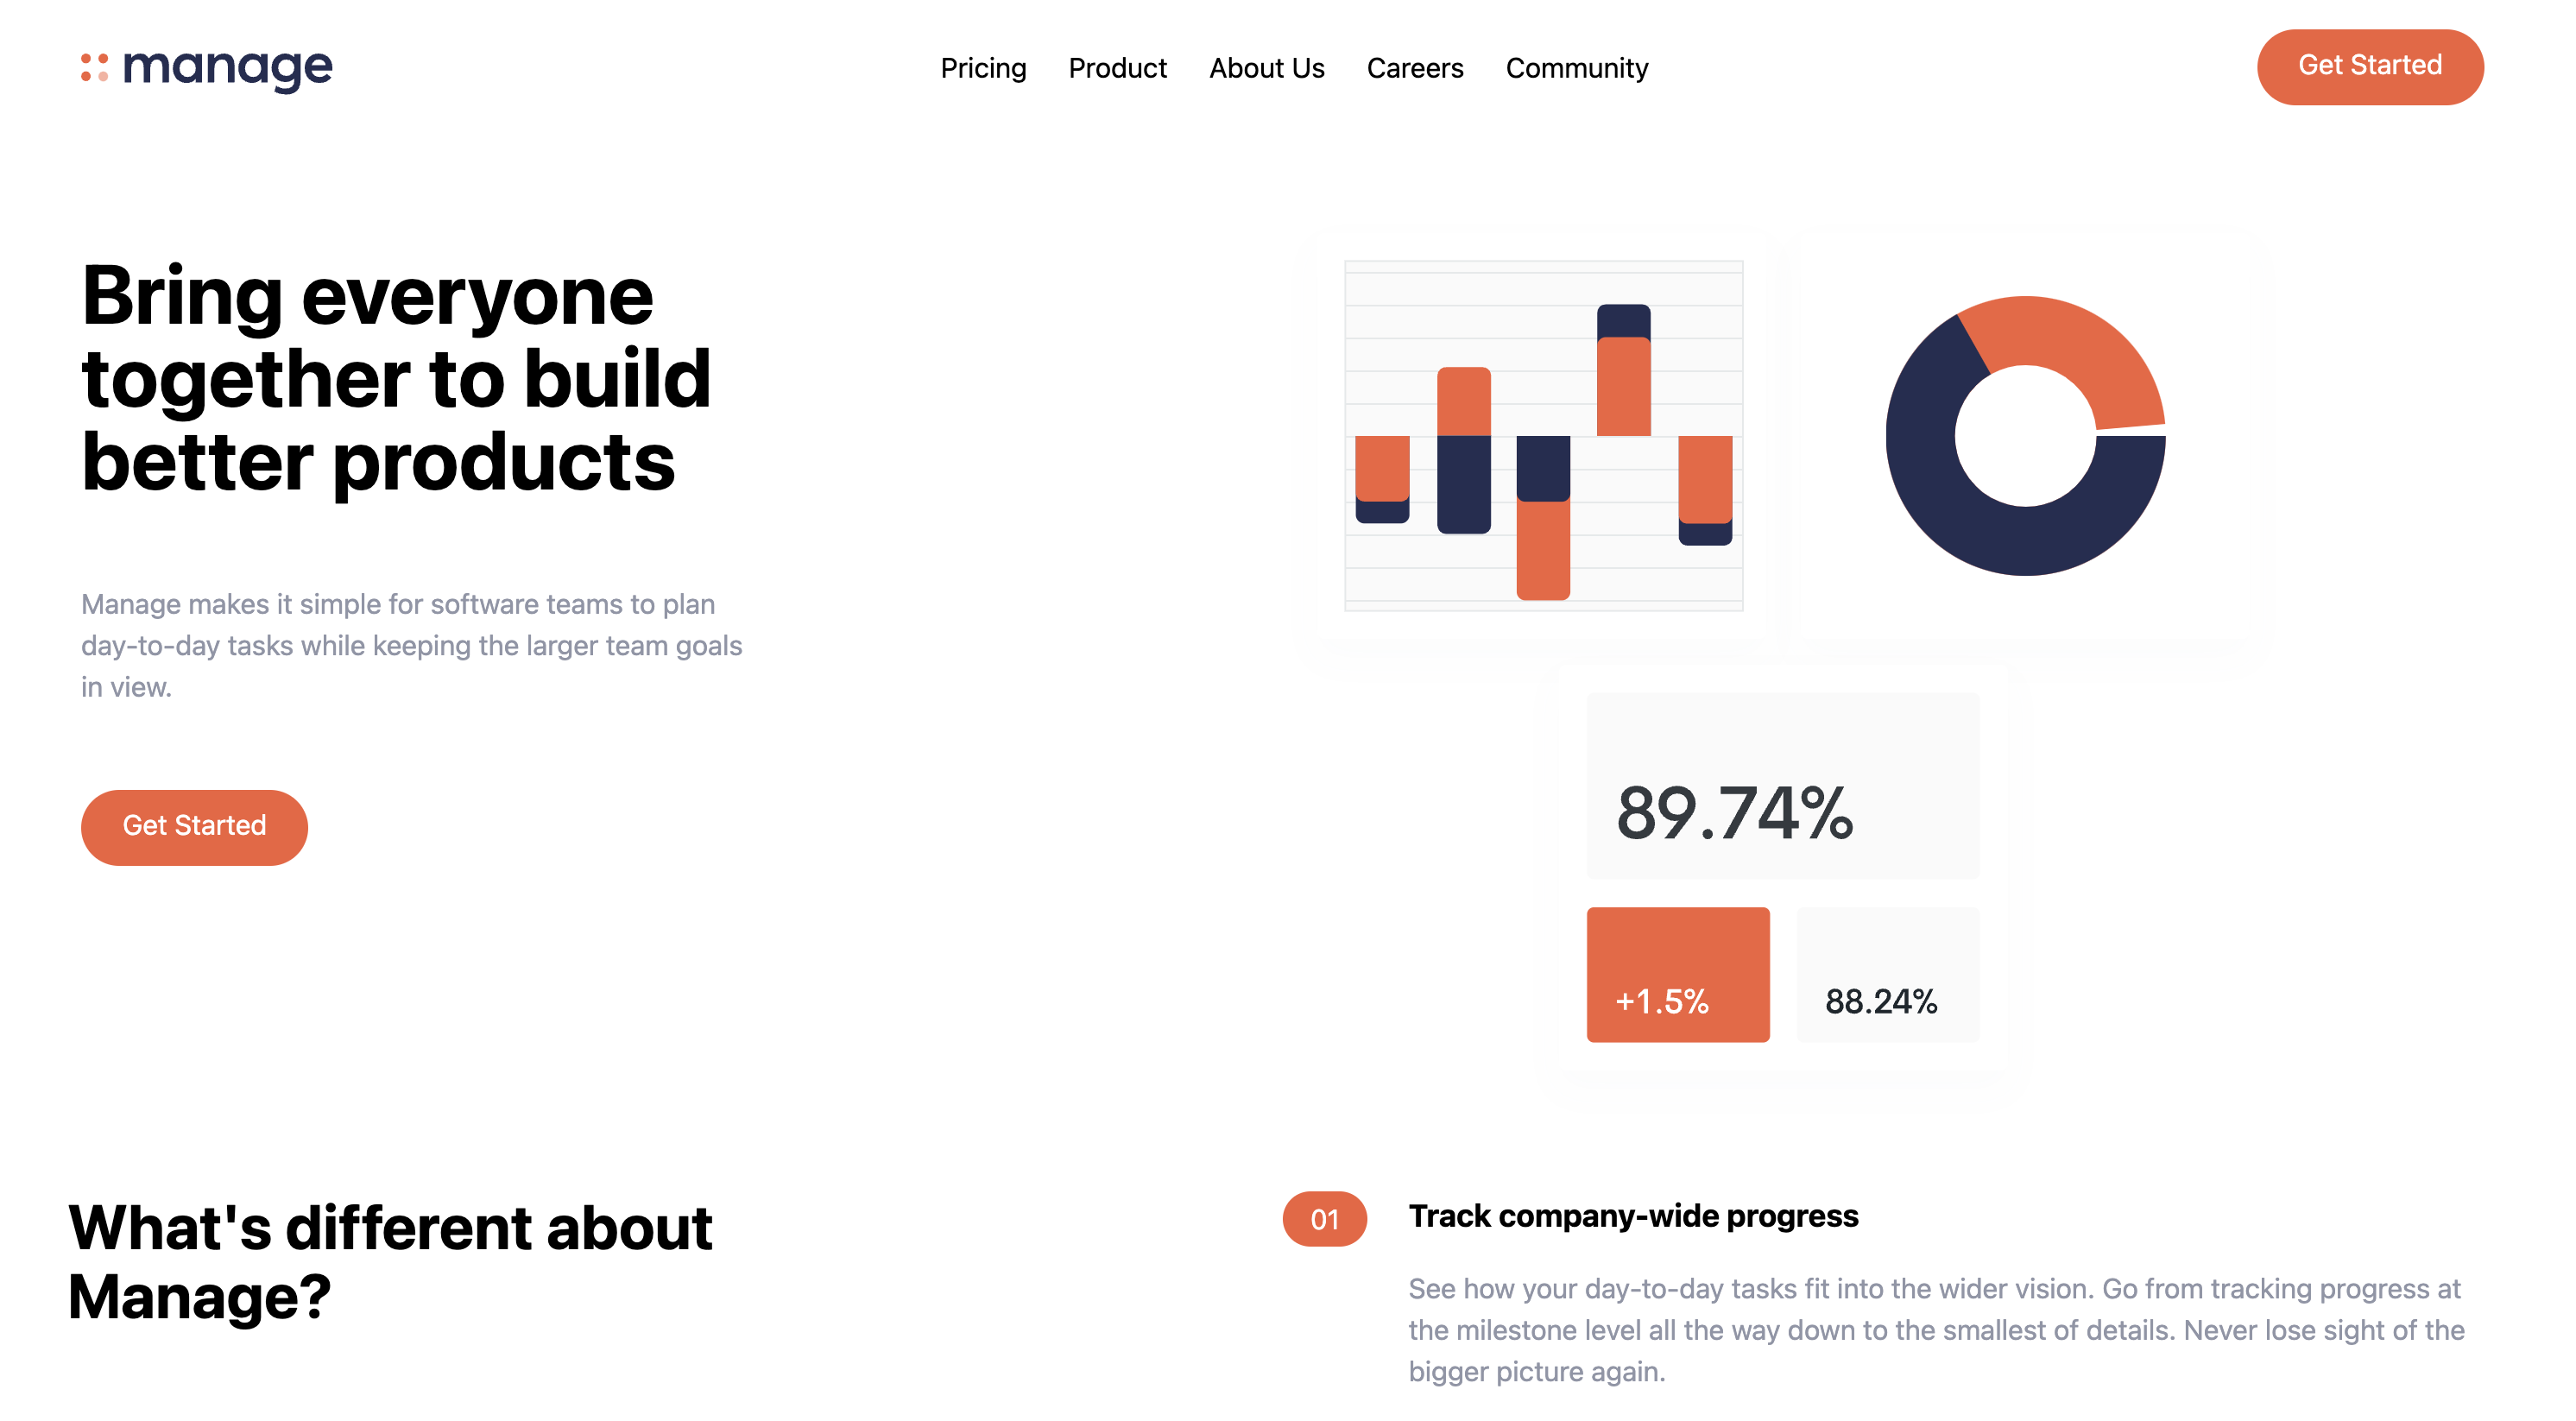 manage
Pricing Product About Us Careers Community
Get Started
Bring everyone
together to build
better products
Manage makes it simple for software teams to plan
day-to-day tasks while keeping the larger team goals
in view.
Get Started
89.74%
+1.5%
88.24%
What's different about
Manage?
01
Track company-wide progress
See how your day-to-day tasks fit into the wider vision. Go from tracking progress at
the milestone level all the way down to the smallest of details. Never lose sight of the
bigger picture again.